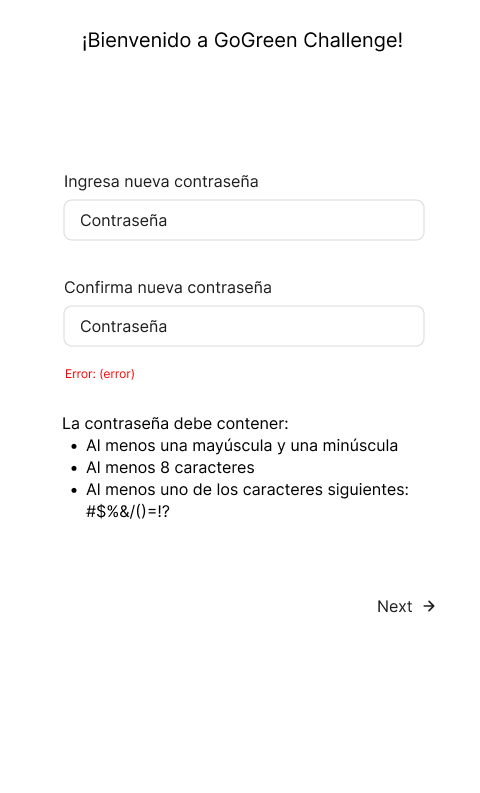 ¡Bienvenido a GoGreen Challenge!
Ingresa nueva contraseña
Contraseña
Confirma nueva contraseña
Contraseña
Error: (error)
La contraseña debe contener:
• Al menos una mayúscula y una minúscula
• Al menos 8 caracteres
• Al menos uno de los caracteres siguientes:
#$%&/()=!?
Next →